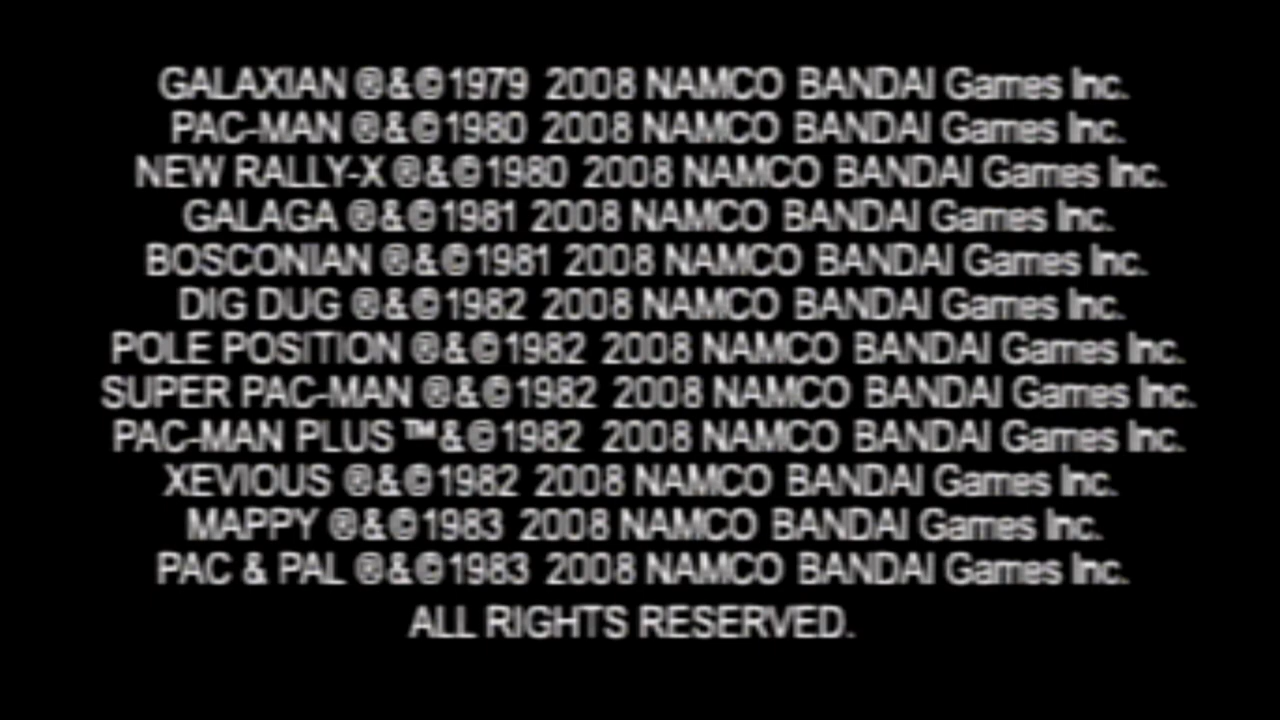 GALAXIAN ®&©1979 2008 NAMCO BANDAI Games Inc.
PAC-MAN ®&©1980 2008 NAMCO BANDAI Games Inc.
NEW RALLY-X ®&©1980 2008 NAMCO BANDAI Games Inc.
GALAGA ®&©1981 2008 NAMCO BANDAI Games Inc.
BOSCONIAN ®&©1981 2008 NAMCO BANDAI Games Inc.
DIG DUG ®&©1982 2008 NAMCO BANDAI Games Inc.
POLE POSITION ®&©1982 2008 NAMCO BANDAI Games Inc.
SUPER PAC-MAN ®&©1982 2008 NAMCO BANDAI Games Inc.
PAC-MAN PLUS ™&©1982 2008 NAMCO BANDAI Games Inc.
XEVIOUS ®&©1982 2008 NAMCO BANDAI Games Inc.
MAPPY ®&©1983 2008 NAMCO BANDAI Games Inc.
PAC & PAL ®&©1983 2008 NAMCO BANDAI Games Inc.
ALL RIGHTS RESERVED.